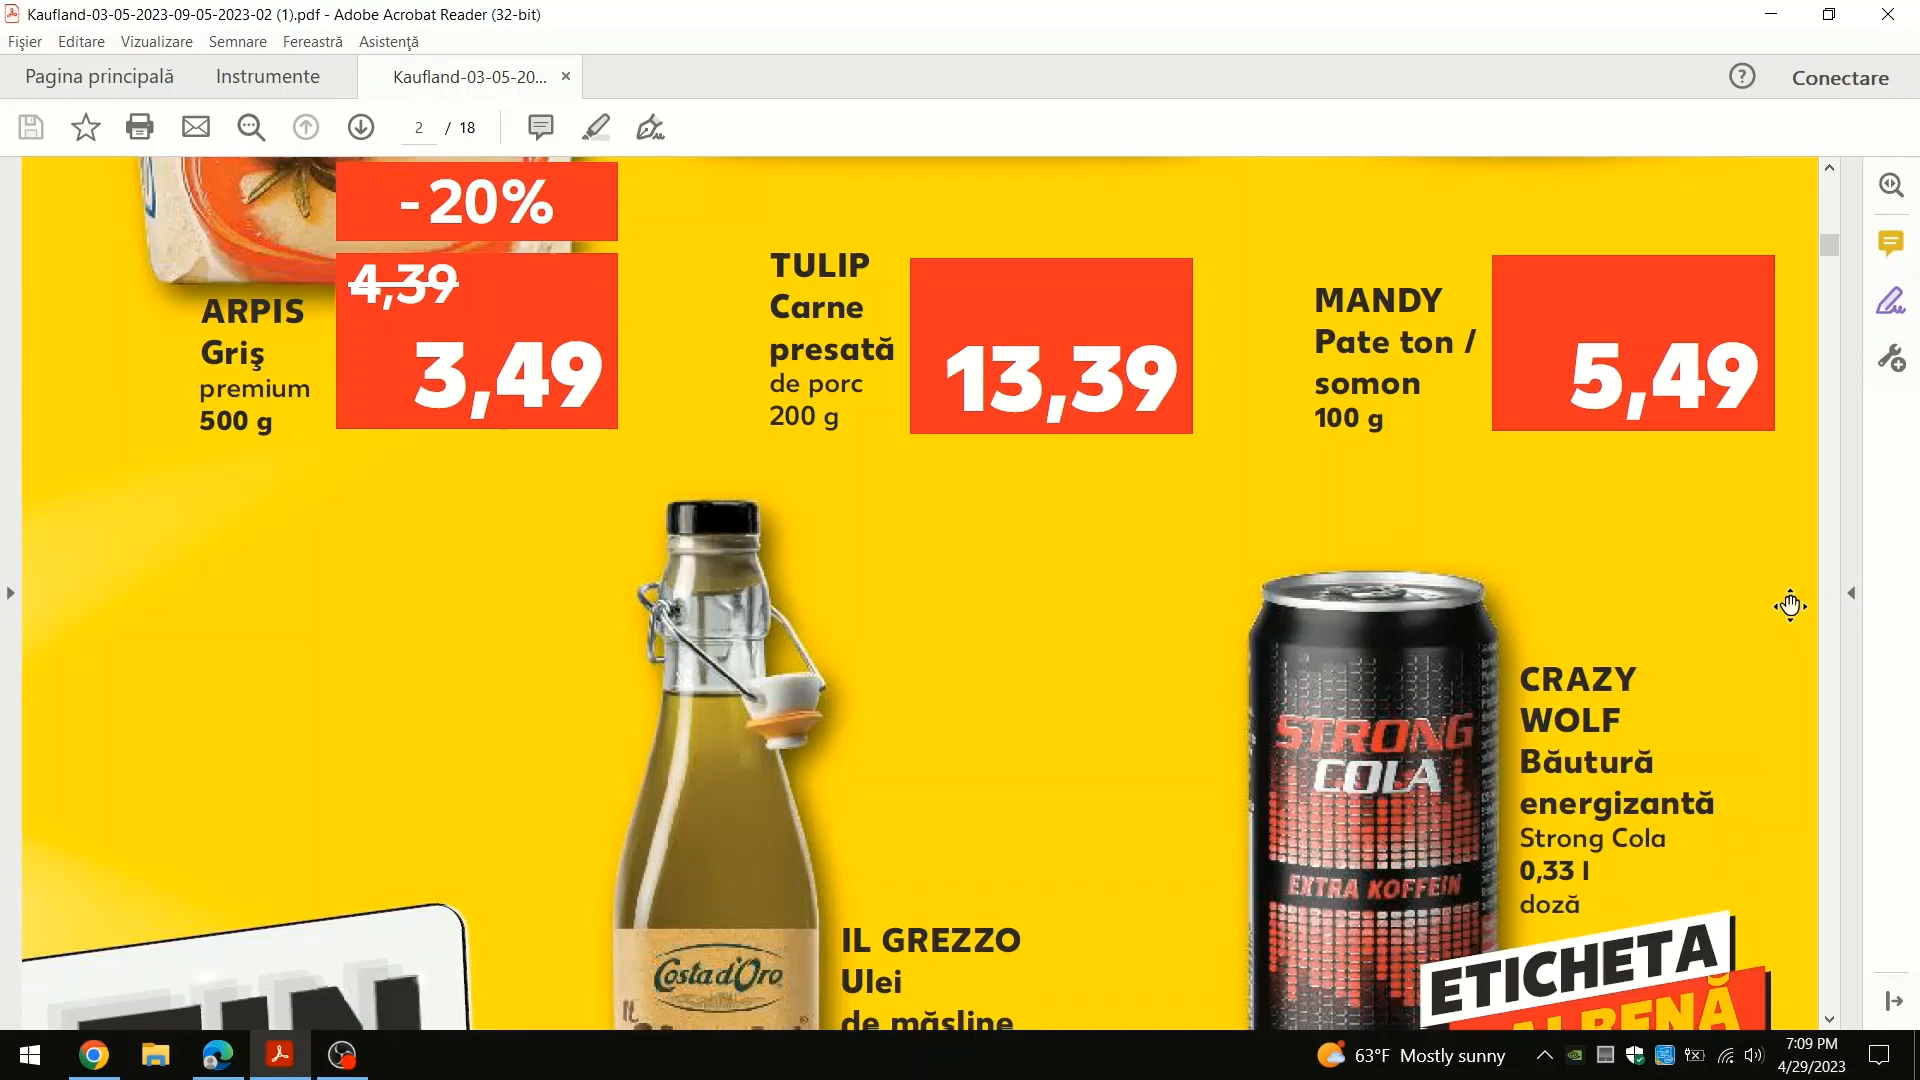 Kaufland-03-05-2023-09-05-2023-02 (1).pdf - Adobe Acrobat Reader (32-bit)
Fișier Editare Vizualizare Semnare Fereastră Asistență
Pagina principală Instrumente Kaufland-03-05-20... Conectare
2 / 18
-20%
4,39
3,49
ARPIS
Griș
premium
500 g
TULIP
Carne
presată
de porc
200 g
13,39
MANDY
Pate ton /
somon
100 g
5,49
STRONG
COLA
EXTRA KOFFEIN
CRAZY
WOLF
Băutură
energizantă
Strong Cola
0,33 l
doză
Costa d'Oro
IL
IL GREZZO
Ulei
de măsline
ETICHETA
63°F Mostly sunny
7:09 PM
4/29/2023